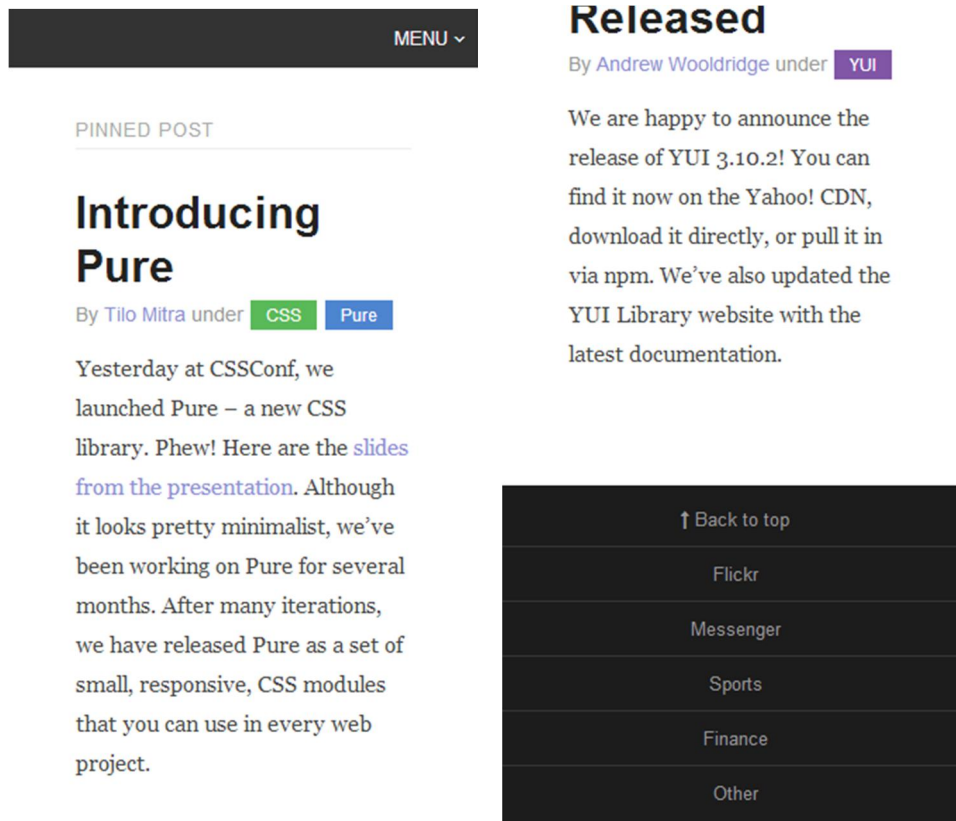 MENU
PINNED POST
Introducing
Pure
By Tilo Mitra under CSS Pure
Yesterday at CSSConf, we
launched Pure – a new CSS
library. Phew! Here are the slides
from the presentation. Although
it looks pretty minimalist, we’ve
been working on Pure for several
months. After many iterations,
we have released Pure as a set of
small, responsive, CSS modules
that you can use in every web
project.
Released
By Andrew Wooldridge under YUI
We are happy to announce the
release of YUI 3.10.2! You can
find it now on the Yahoo! CDN,
download it directly, or pull it in
via npm. We’ve also updated the
YUI Library website with the
latest documentation.
Back to top
Flickr
Messenger
Sports
Finance
Other